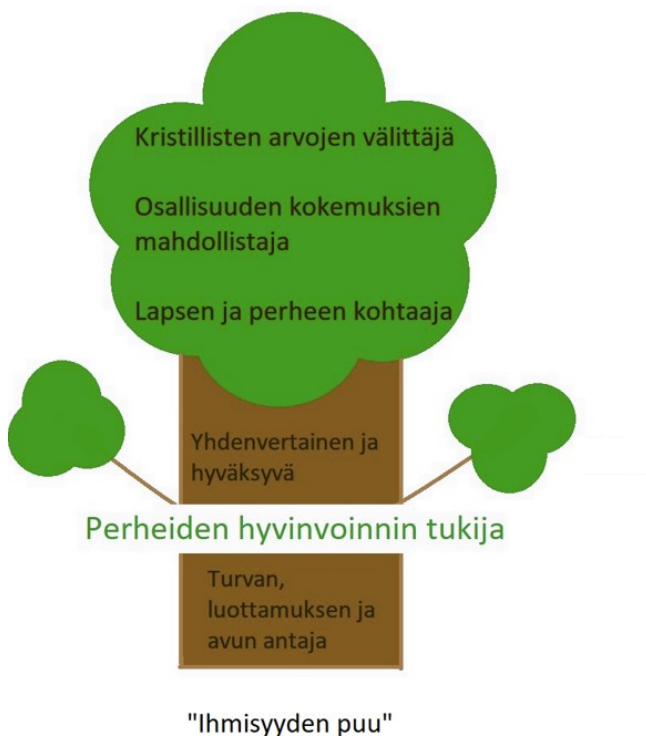 Kristillisten arvojen välittäjä
Osallisuuden kokemuksien
mahdollistaja
Lapsen ja perheen kohtaaja
Yhdenvertainen ja
hyväksyvä
Perheiden hyvinvoinnin tukija
Turvan,
luottamuksen ja
avun antaja
"Ihmisyyden puu"